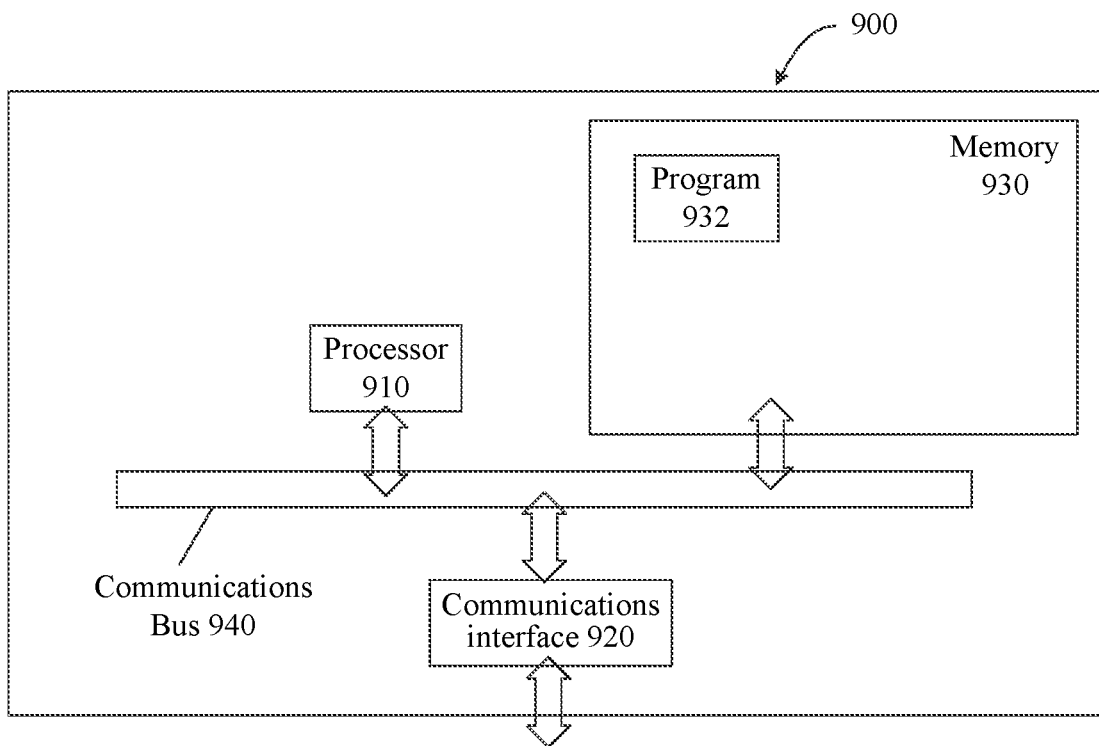 900
Memory
930
Program
932
Processor
910
Communications
Bus 940
Communications
interface 920